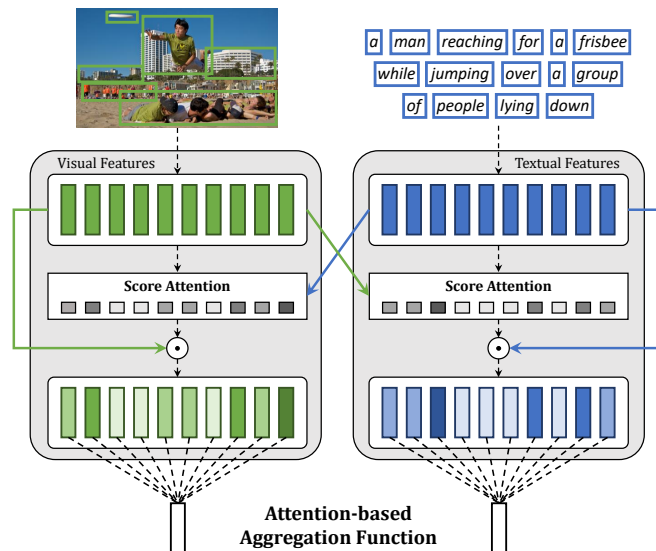 a man reaching for a frisbee
while jumping over a group
of people lying down
Visual Features
Textual Features
Score Attention
Score Attention
Attention-based
Aggregation Function